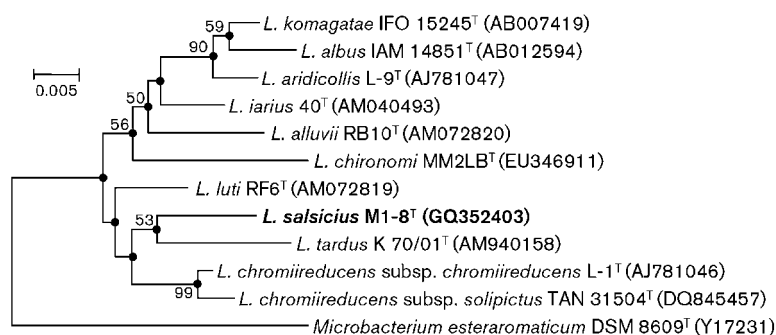 59
L. komagatae IFO 15245ᵀ (AB007419)
90
L. albus IAM 14851ᵀ (AB012594)
L. aridicollis L-9ᵀ (AJ781047)
0.005
50
L. iarius 40ᵀ (AM040493)
56
L. alluvii RB10ᵀ (AM072820)
L. chironomi MM2LBᵀ (EU346911)
L. luti RF6ᵀ (AM072819)
53
L. salsicius M1-8ᵀ (GQ352403)
L. tardus K 70/01ᵀ (AM940158)
L. chromiireducens subsp. chromiireducens L-1ᵀ (AJ781046)
99
L. chromiireducens subsp. solipictus TAN 31504ᵀ (DQ845457)
Microbacterium esteraromaticum DSM 8609ᵀ (Y17231)